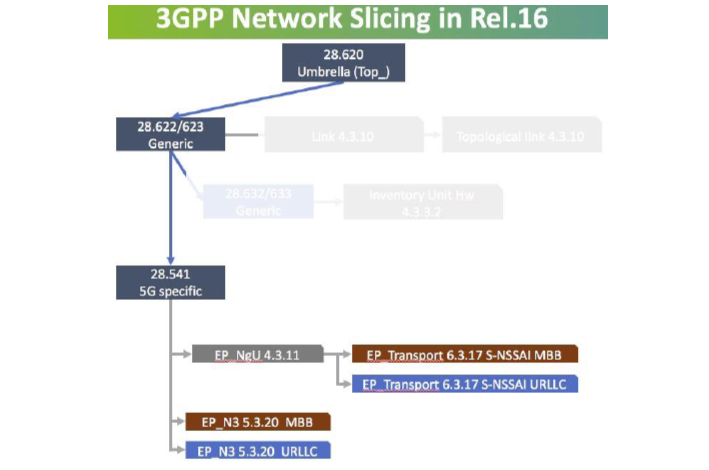 3GPP Network Slicing in Rel.16
28.620
Umbrella (Top_)
28.622/623
Generic
Link 4.3.10
Topological link 4.3.10
28.632/633
Generic
Inventory Unit Hw
4.3.3.2
28.541
5G specific
EP_NgU 4.3.11
EP_Transport 6.3.17 S-NSSAI MBB
EP_Transport 6.3.17 S-NSSAI URLLC
EP_N3 5.3.20 MBB
EP_N3 5.3.20 URLLC